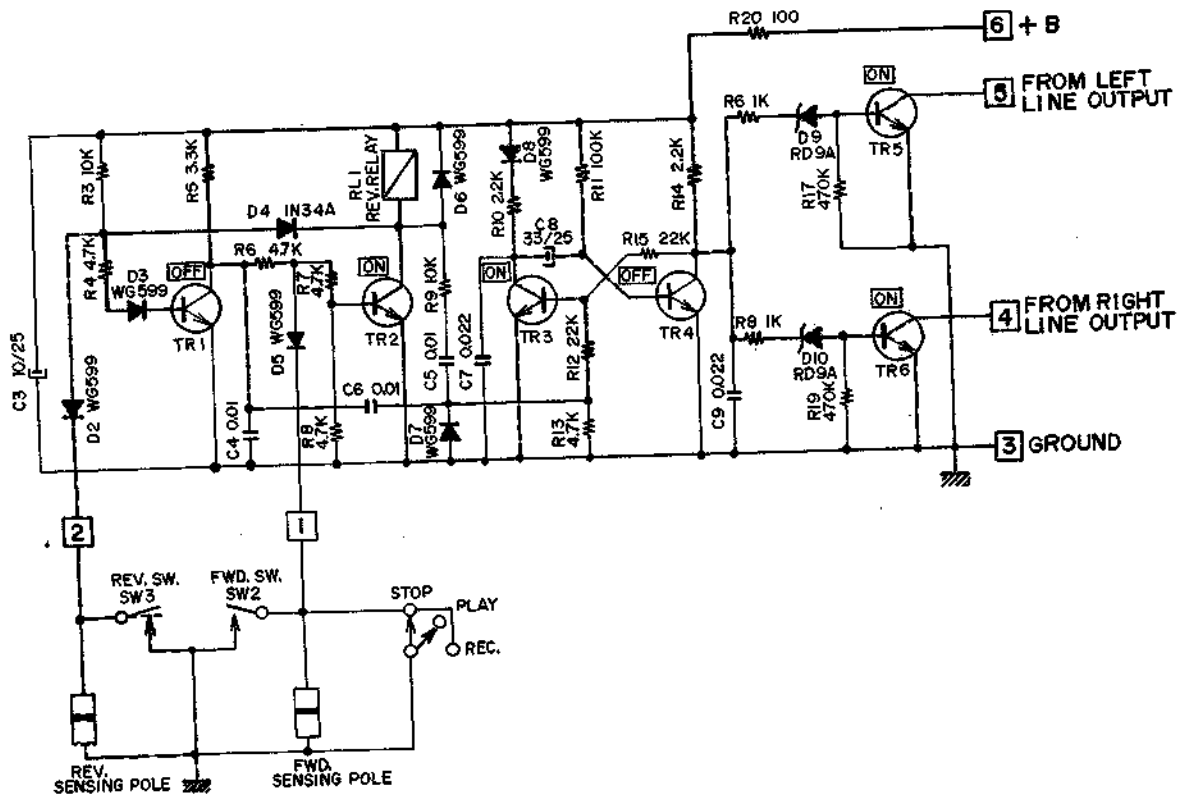 R20 100
6 + B
ON
5 FROM LEFT
LINE OUTPUT
R6 1K
D9
RD9A
TR5
R17
470K
R3 10K
R5 3.3K
RL1
REV.RELAY
D6 WG599
D8
WG599
R10 2.2K
R11 100K
R14 2.2K
D4 1N34A
C8
33/25
R15 22K
R6 4.7K
R4 4.7K
D3
WG599
OFF
R7
4.7K
ON
R9 10K
ON
OFF
TR1
TR2
TR3
TR4
D5 WG599
C5 0.01
C7 0.022
R12 22K
ON
4 FROM RIGHT
LINE OUTPUT
R8 1K
D10
RD9A
TR6
R19
470K
C3 10/25
D2 WG599
C6 0.01
C4 0.01
R8
4.7K
D7
WG599
R13
4.7K
C9 0.022
3 GROUND
2
1
REV. SW.
SW3
FWD. SW.
SW2
STOP
PLAY
REC.
REV.
SENSING POLE
FWD.
SENSING POLE